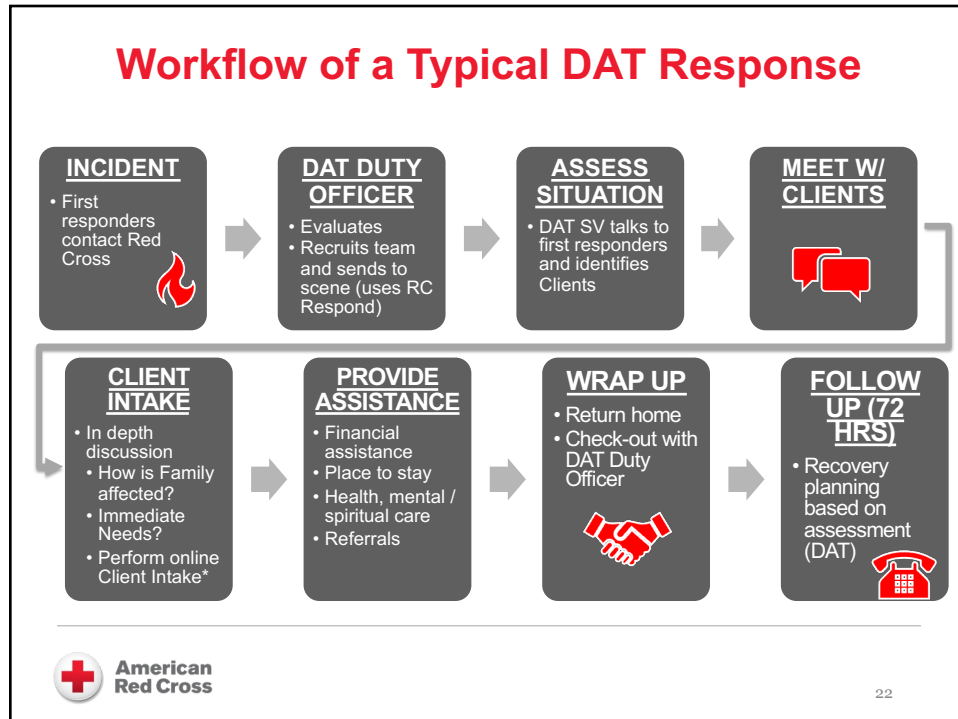 Workflow of a Typical DAT Response
INCIDENT
• First
responders
contact Red
Cross
DAT DUTY
OFFICER
• Evaluates
• Recruits team
and sends to
scene (uses RC
Respond)
ASSESS
SITUATION
• DAT SV talks to
first responders
and identifies
Clients
MEET W/
CLIENTS
CLIENT
INTAKE
• In depth
discussion
• How is Family
affected?
• Immediate
Needs?
• Perform online
Client Intake*
PROVIDE
ASSISTANCE
• Financial
assistance
• Place to stay
• Health, mental /
spiritual care
• Referrals
WRAP UP
• Return home
• Check-out with
DAT Duty
Officer
FOLLOW
UP (72
HRS)
• Recovery
planning
based on
assessment
(DAT)
American
Red Cross
22